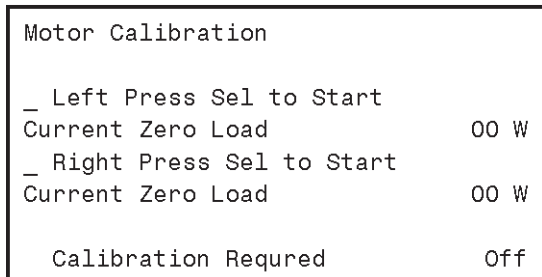 Motor Calibration
_ Left Press Sel to Start
Current Zero Load 00 W
_ Right Press Sel to Start
Current Zero Load 00 W
Calibration Requred Off